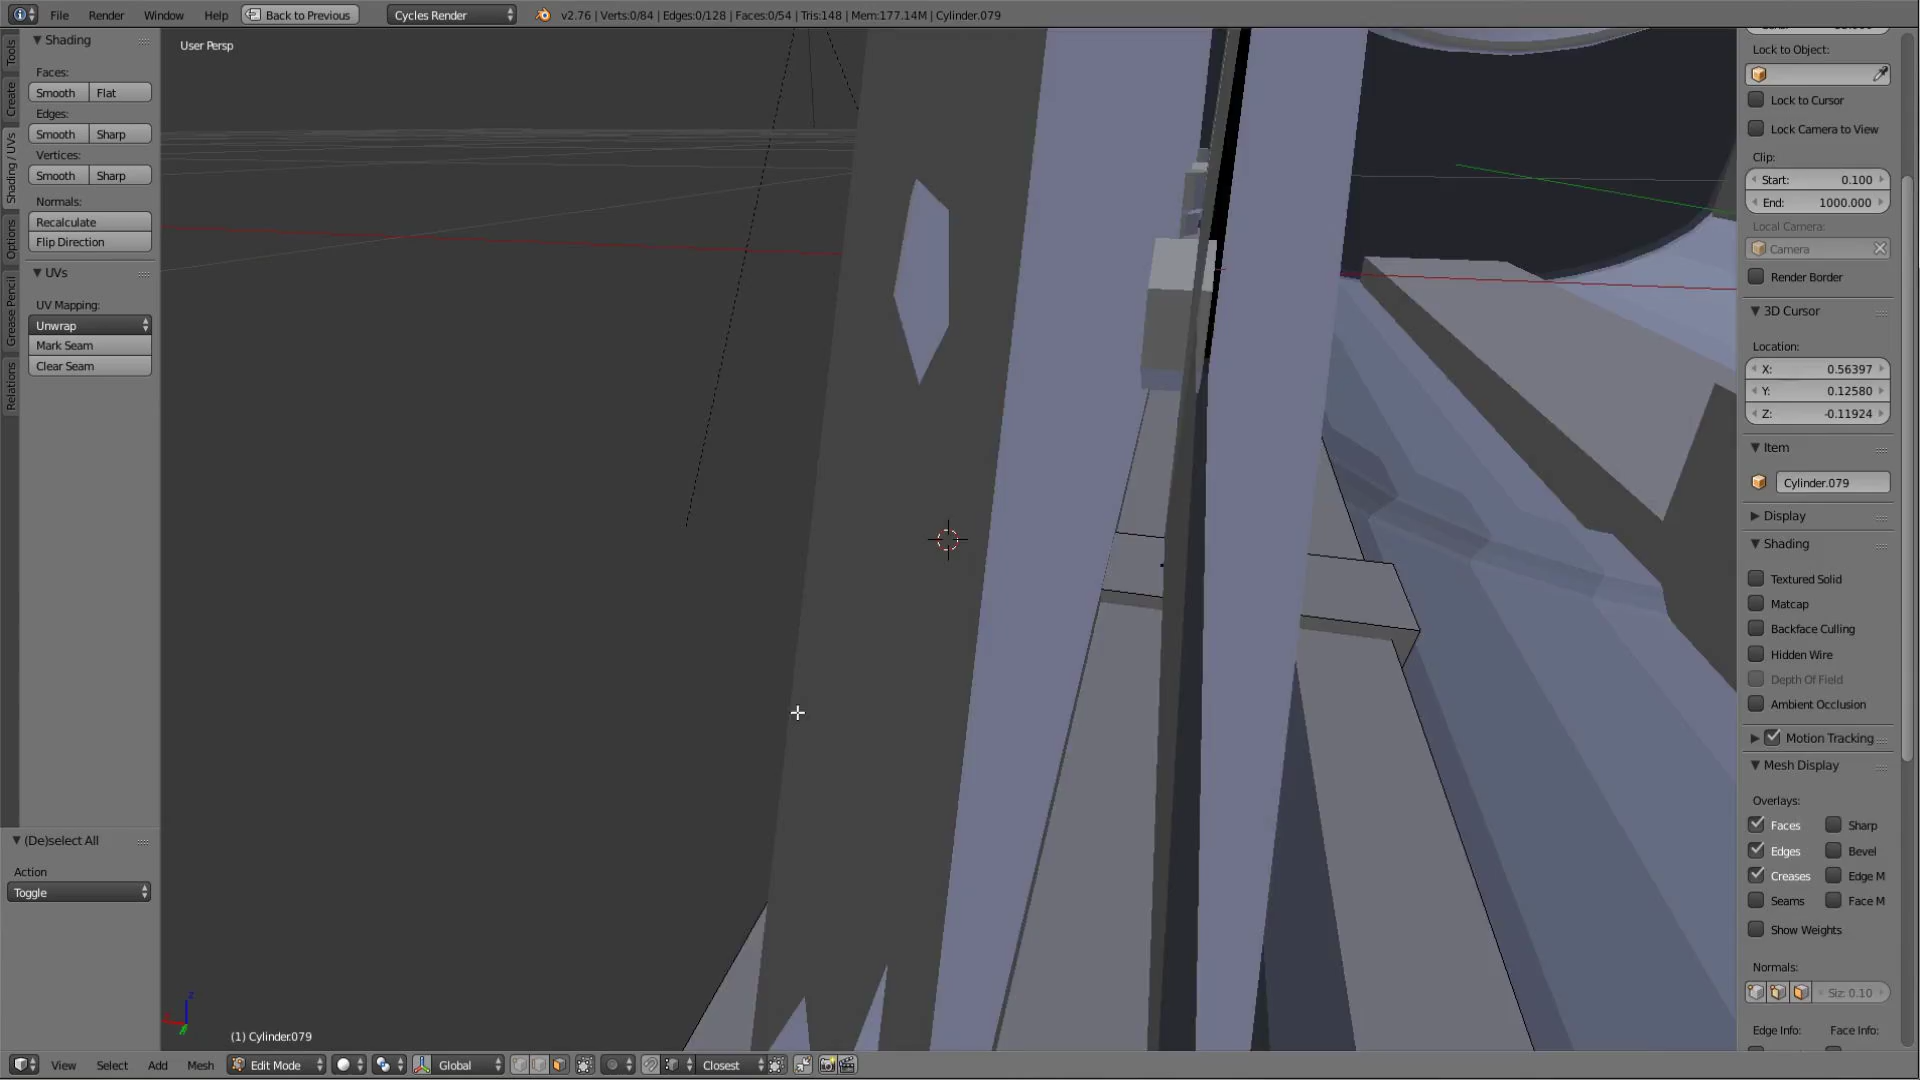 File Render Window Help Back to Previous Cycles Render v2.76 | Verts:0/84 | Edges:0/128 | Faces:0/54 | Tris:148 | Mem:177.14M | Cylinder.079
Tools
Create
Shading / UVs
Options
Grease Pencil
Relations
Shading
Faces:
Smooth Flat
Edges:
Smooth Sharp
Vertices:
Smooth Sharp
Normals:
Recalculate
Flip Direction
UVs
UV Mapping:
Unwrap
Mark Seam
Clear Seam
(De)select All
Action
Toggle
User Persp
(1) Cylinder.079
Lock to Object:
Lock to Cursor
Lock Camera to View
Clip:
Start: 0.100
End: 1000.000
Local Camera:
Camera
Render Border
3D Cursor
Location:
X: 0.56397
Y: 0.12580
Z: -0.11924
Item
Cylinder.079
Display
Shading
Textured Solid
Matcap
Backface Culling
Hidden Wire
Depth Of Field
Ambient Occlusion
Motion Tracking
Mesh Display
Overlays:
Faces Sharp
Edges Bevel
Creases Edge M
Seams Face M
Show Weights
Normals:
Siz: 0.10
Edge Info: Face Info:
View Select Add Mesh Edit Mode Global Closest